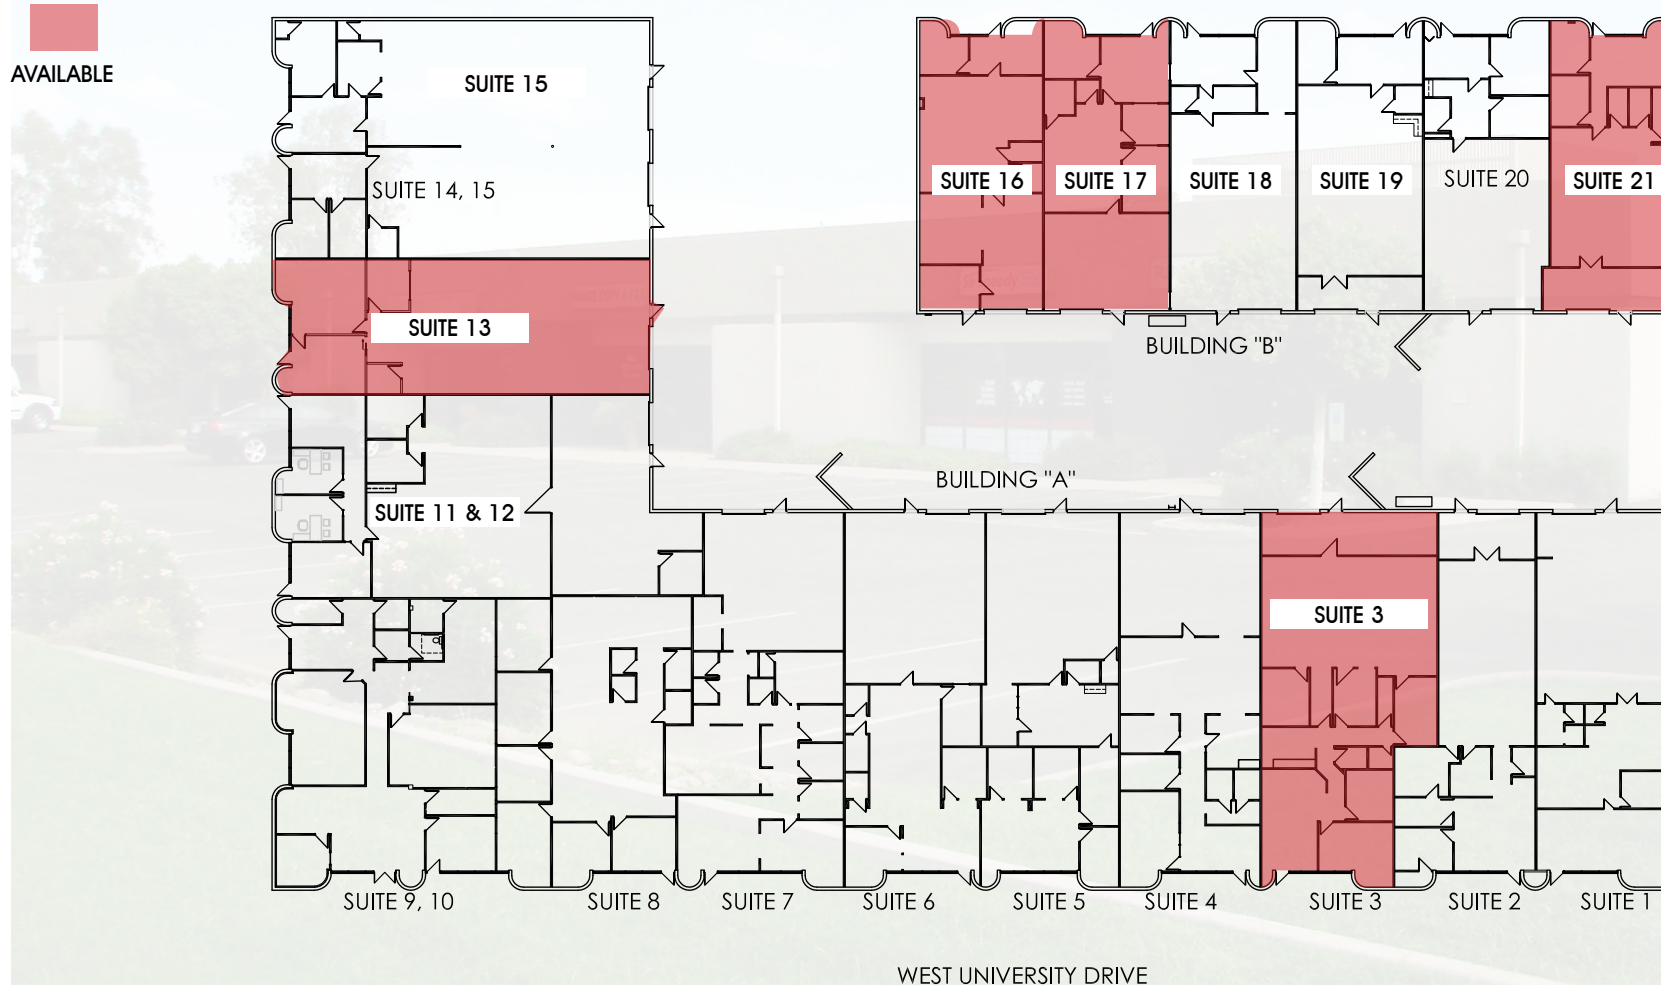 AVAILABLE
SUITE 15
SUITE 14, 15
SUITE 13
SUITE 11 & 12
SUITE 16
SUITE 17
SUITE 18
SUITE 19
SUITE 20
SUITE 21
BUILDING "B"
BUILDING "A"
SUITE 3
SUITE 9, 10
SUITE 8
SUITE 7
SUITE 6
SUITE 5
SUITE 4
SUITE 3
SUITE 2
SUITE 1
WEST UNIVERSITY DRIVE